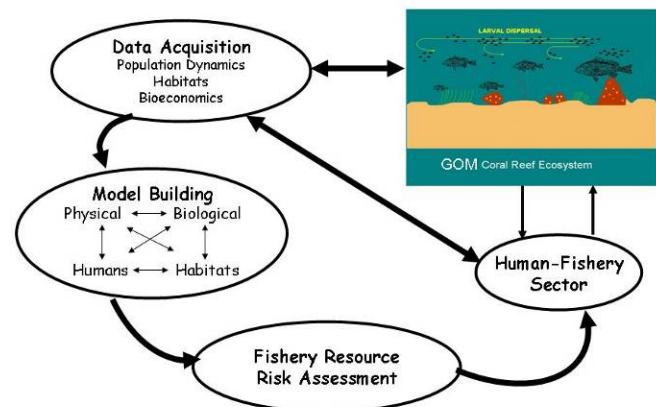 Data Acquisition
Population Dynamics
Habitats
Bioeconomics
LARVAL DISPERSAL
GOM Coral Reef Ecosystem
Model Building
Physical Biological
Humans Habitats
Human-Fishery
Sector
Fishery Resource
Risk Assessment